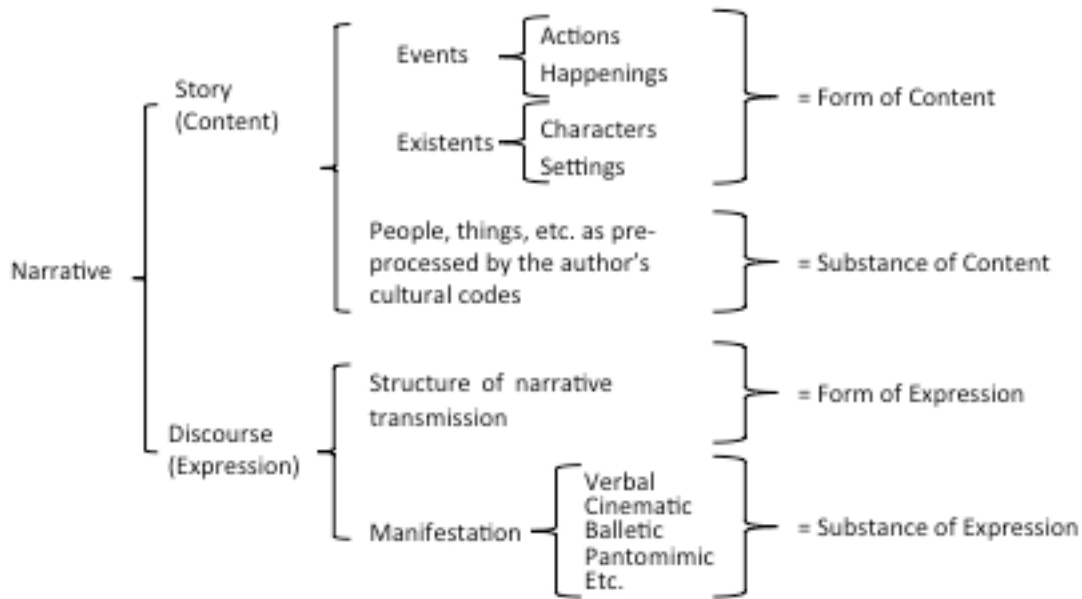 Narrative
Story
(Content)
Events
Actions
Happenings
Existents
Characters
Settings
= Form of Content
People, things, etc. as pre-
processed by the author's
cultural codes
= Substance of Content
Discourse
(Expression)
Structure of narrative
transmission
= Form of Expression
Manifestation
Verbal
Cinematic
Balletic
Pantomimic
Etc.
= Substance of Expression